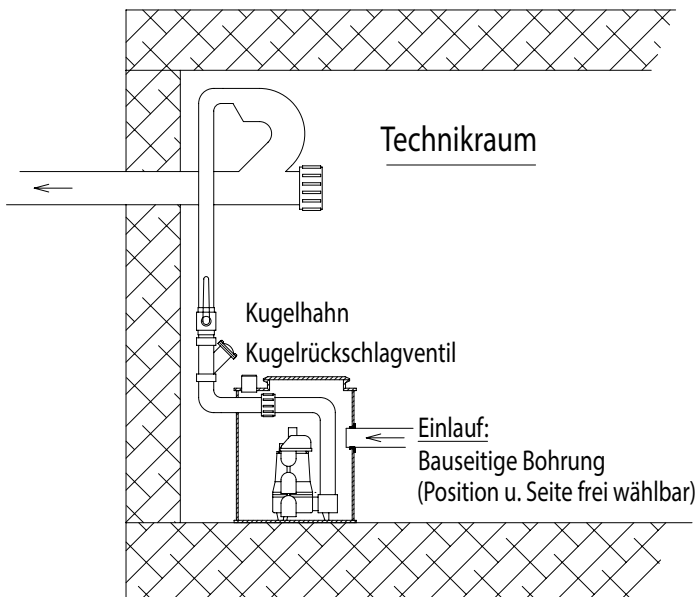 Technikraum
Kugelhahn
Kugelrückschlagventil
Einlauf:
Bauseitige Bohrung
(Position u. Seite frei wählbar)